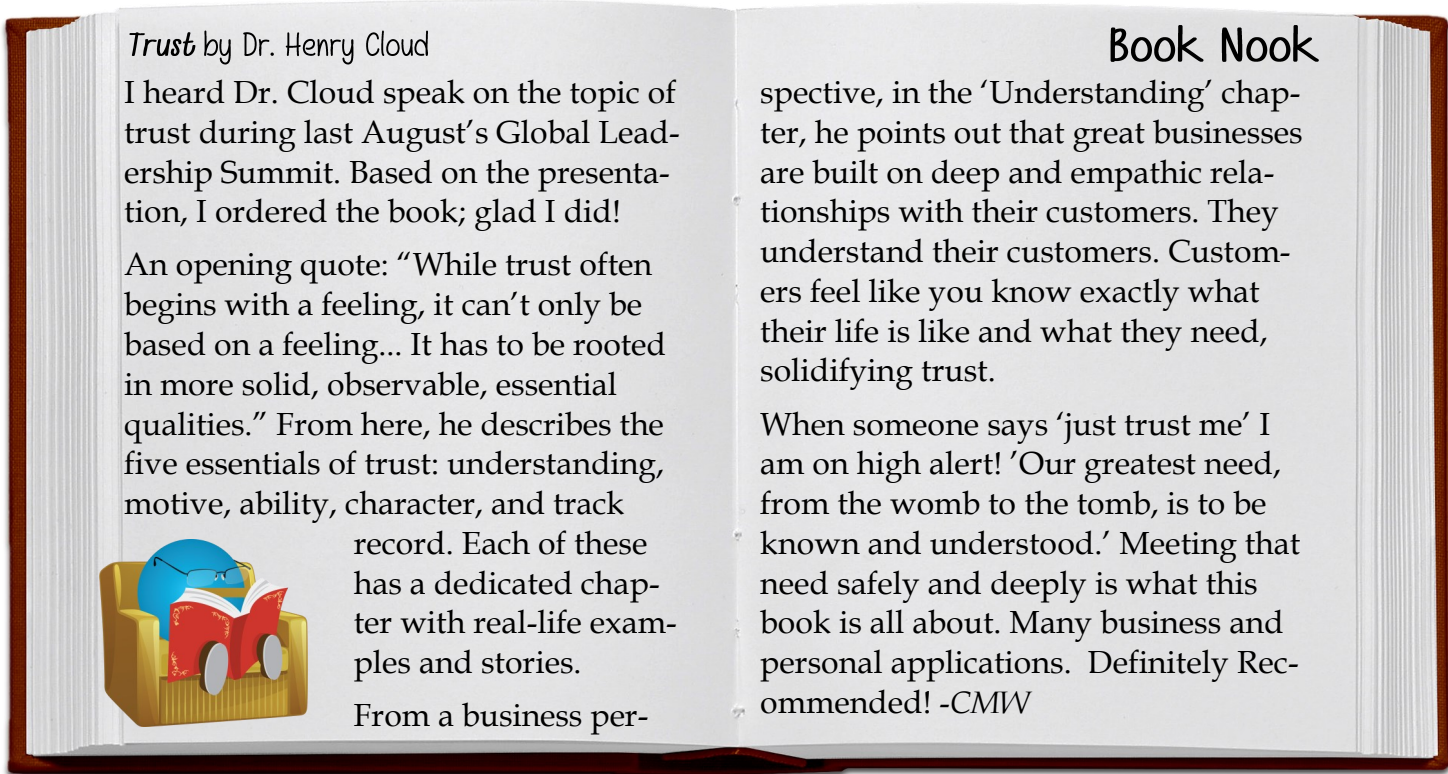 Trust by Dr. Henry Cloud
I heard Dr. Cloud speak on the topic of
trust during last August’s Global Lead-
ership Summit. Based on the presenta-
tion, I ordered the book; glad I did!
An opening quote: “While trust often
begins with a feeling, it can’t only be
based on a feeling... It has to be rooted
in more solid, observable, essential
qualities.” From here, he describes the
five essentials of trust: understanding,
motive, ability, character, and track
record. Each of these
has a dedicated chap-
ter with real-life exam-
ples and stories.
From a business per-
Book Nook
spective, in the ‘Understanding’ chap-
ter, he points out that great businesses
are built on deep and empathic rela-
tionships with their customers. They
understand their customers. Custom-
ers feel like you know exactly what
their life is like and what they need,
solidifying trust.
When someone says ‘just trust me’ I
am on high alert! ’Our greatest need,
from the womb to the tomb, is to be
known and understood.’ Meeting that
need safely and deeply is what this
book is all about. Many business and
personal applications.  Definitely Rec-
ommended! -CMW